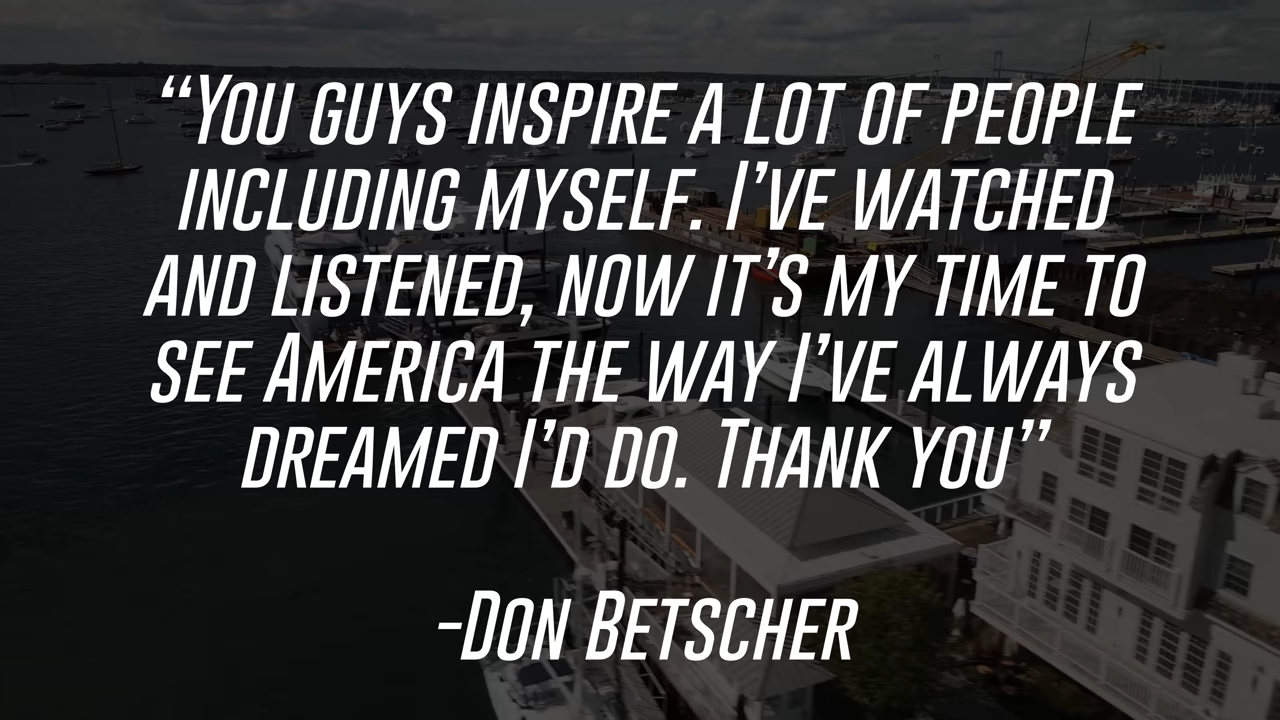 “You guys inspire a lot of people
including myself. I’ve watched
and listened, now it’s my time to
see America the way I’ve always
dreamed I’d do. Thank you”
-Don Betscher